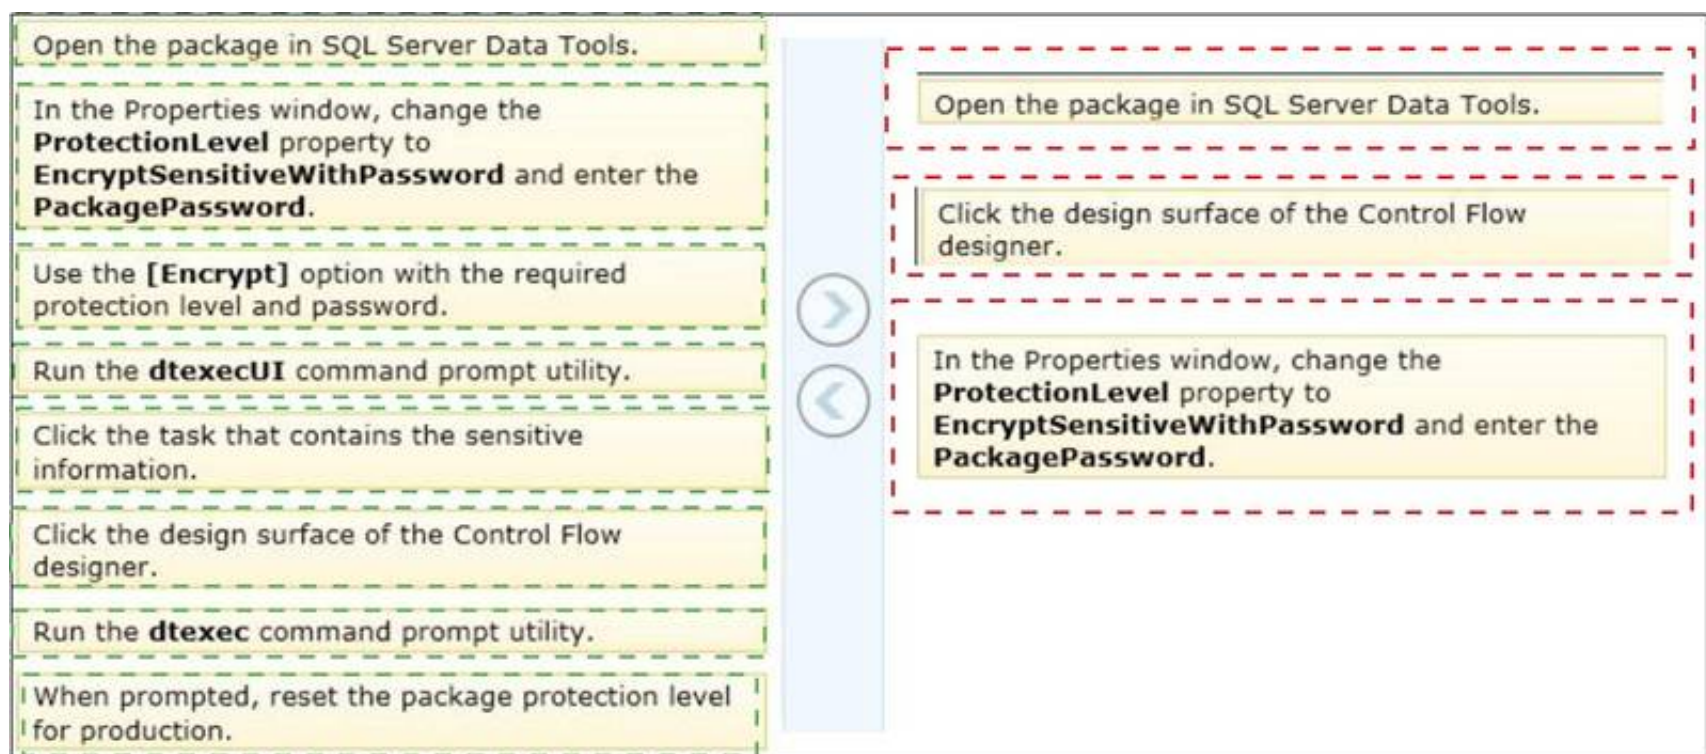 Open the package in SQL Server Data Tools.
In the Properties window, change the
ProtectionLevel property to
EncryptSensitiveWithPassword and enter the
PackagePassword.
Use the [Encrypt] option with the required
protection level and password.
Run the dtexecUI command prompt utility.
Click the task that contains the sensitive
information.
Click the design surface of the Control Flow
designer.
Run the dtexec command prompt utility.
When prompted, reset the package protection level
for production.
Open the package in SQL Server Data Tools.
Click the design surface of the Control Flow
designer.
In the Properties window, change the
ProtectionLevel property to
EncryptSensitiveWithPassword and enter the
PackagePassword.